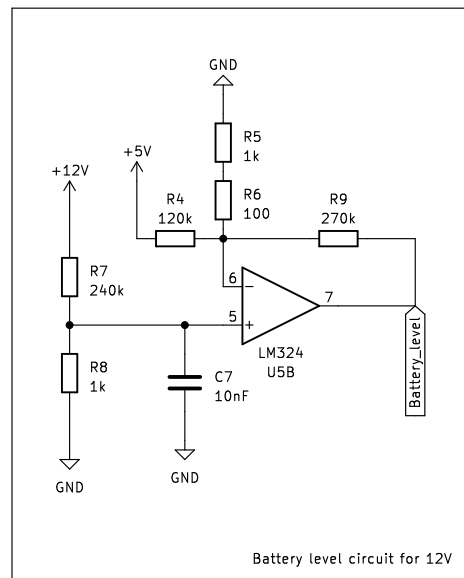 GND
R5
1k
+5V
+12V
R4
120k
R6
100
R9
270k
R7
240k
6
7
5
LM324
U5B
R8
1k
C7
10nF
Battery_level
GND
GND
Battery level circuit for 12V